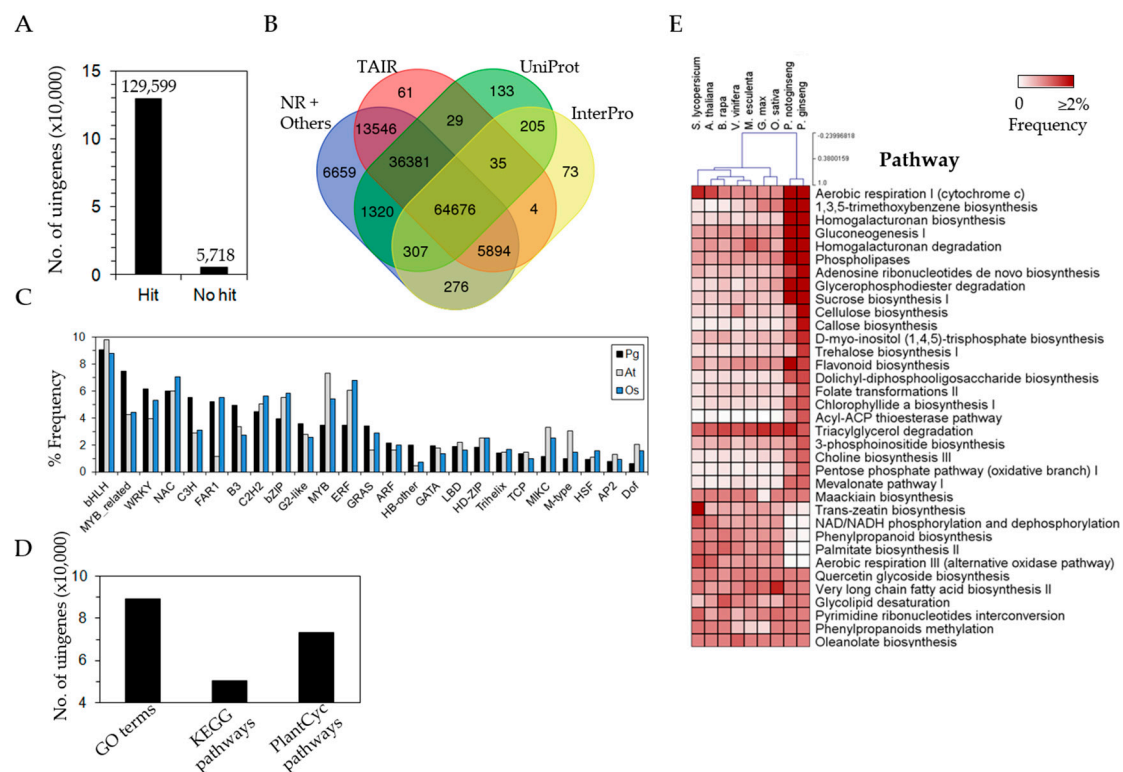 A
No. of uingenes (x10,000)
15
10
5
0
129,599
5,718
Hit
No hit
B
TAIR
UniProt
NR +
Others
InterPro
61
133
13546
29
205
6659
36381
35
73
1320
64676
4
307
5894
276
C
% Frequency
10
8
6
4
2
0
Pg
At
Os
bHLH
MYB_related
WRKY
NAC
C3H
FAR1
B3
C2H2
bZIP
G2-like
MYB
ERF
GRAS
ARF
HB-other
GATA
LBD
HD-ZIP
Trihelix
TCP
MIKC
M-type
HSF
AP2
Dof
D
No. of uingenes (x10,000)
10
8
6
4
GO terms
KEGG
pathways
PlantCyc
pathways
E
S. lycopersicum
A. thaliana
B. rapa
V. vinifera
M. esculenta
G. max
O. sativa
P. notoginseng
P. ginseng
0 ≥2%
Frequency
-0.23996818
0.3800159
1.0
Pathway
Aerobic respiration I (cytochrome c)
1,3,5-trimethoxybenzene biosynthesis
Homogalacturonan biosynthesis
Gluconeogenesis I
Homogalacturonan degradation
Phospholipases
Adenosine ribonucleotides de novo biosynthesis
Glycerophosphodiester degradation
Sucrose biosynthesis I
Cellulose biosynthesis
Callose biosynthesis
D-myo-inositol (1,4,5)-trisphosphate biosynthesis
Trehalose biosynthesis I
Flavonoid biosynthesis
Dolichyl-diphosphooligosaccharide biosynthesis
Folate transformations II
Chlorophyllide a biosynthesis I
Acyl-ACP thioesterase pathway
Triacylglycerol degradation
3-phosphoinositide biosynthesis
Choline biosynthesis III
Pentose phosphate pathway (oxidative branch) I
Mevalonate pathway I
Maackiain biosynthesis
Trans-zeatin biosynthesis
NAD/NADH phosphorylation and dephosphorylation
Phenylpropanoid biosynthesis
Palmitate biosynthesis II
Aerobic respiration III (alternative oxidase pathway)
Quercetin glycoside biosynthesis
Very long chain fatty acid biosynthesis II
Glycolipid desaturation
Pyrimidine ribonucleotides interconversion
Phenylpropanoids methylation
Oleanolate biosynthesis